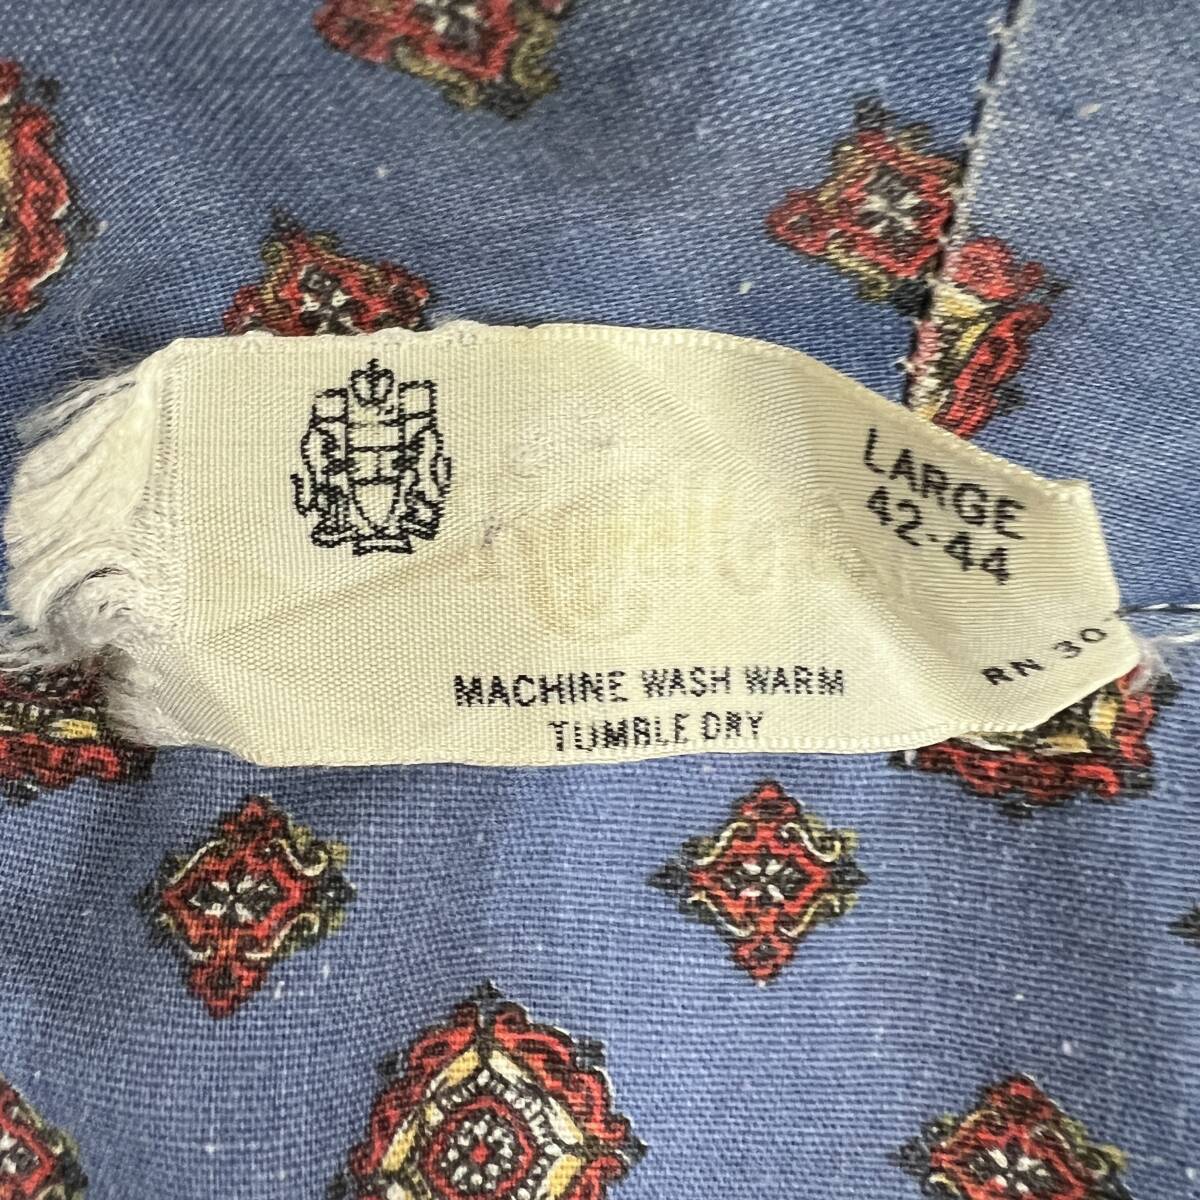 LARGE
42-44
RN 30
MACHINE WASH WARM
TUMBLE DRY